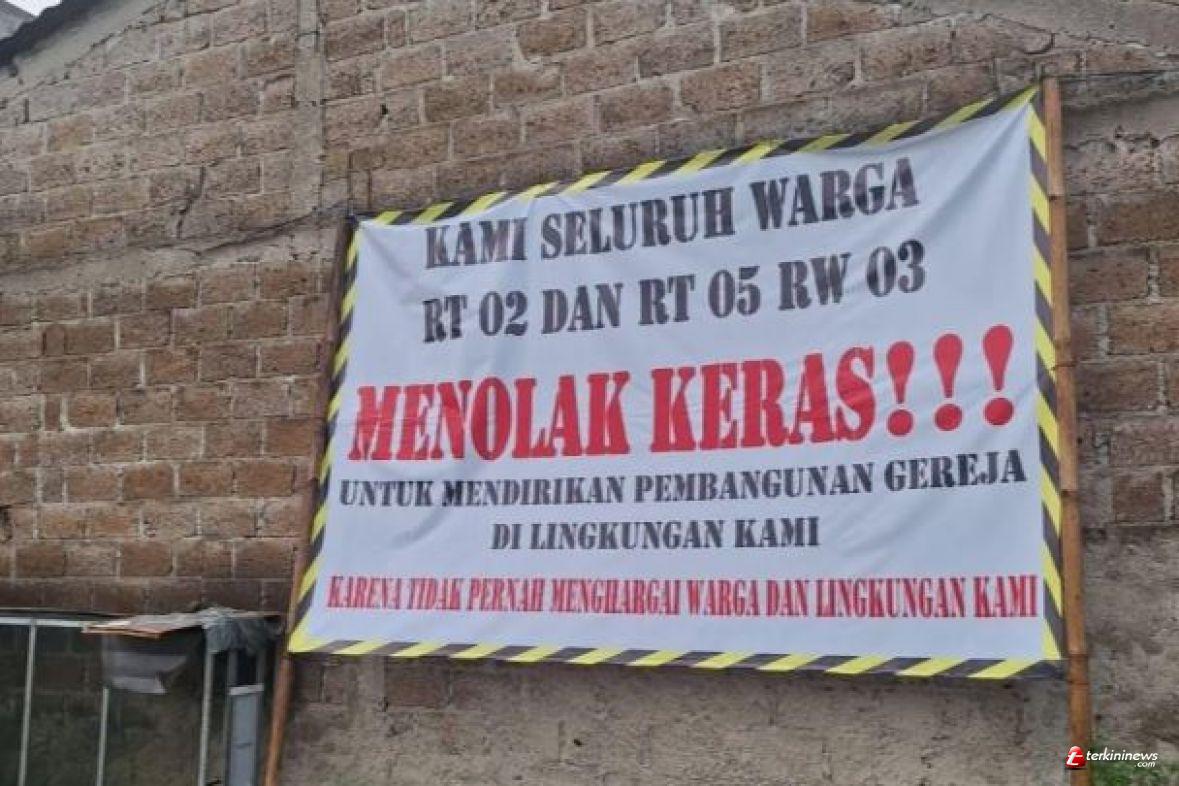 KAMI SELURUH WARGA
RT 02 DAN RT 05 RW 03
MENOLAK KERAS!!!
UNTUK MENDIRIKAN PEMBANGUNAN GEREJA
DI LINGKUNGAN KAMI
KARENA TIDAK PERNAH MENGHARGAI WARGA DAN LINGKUNGAN KAMI
terkininews
.com